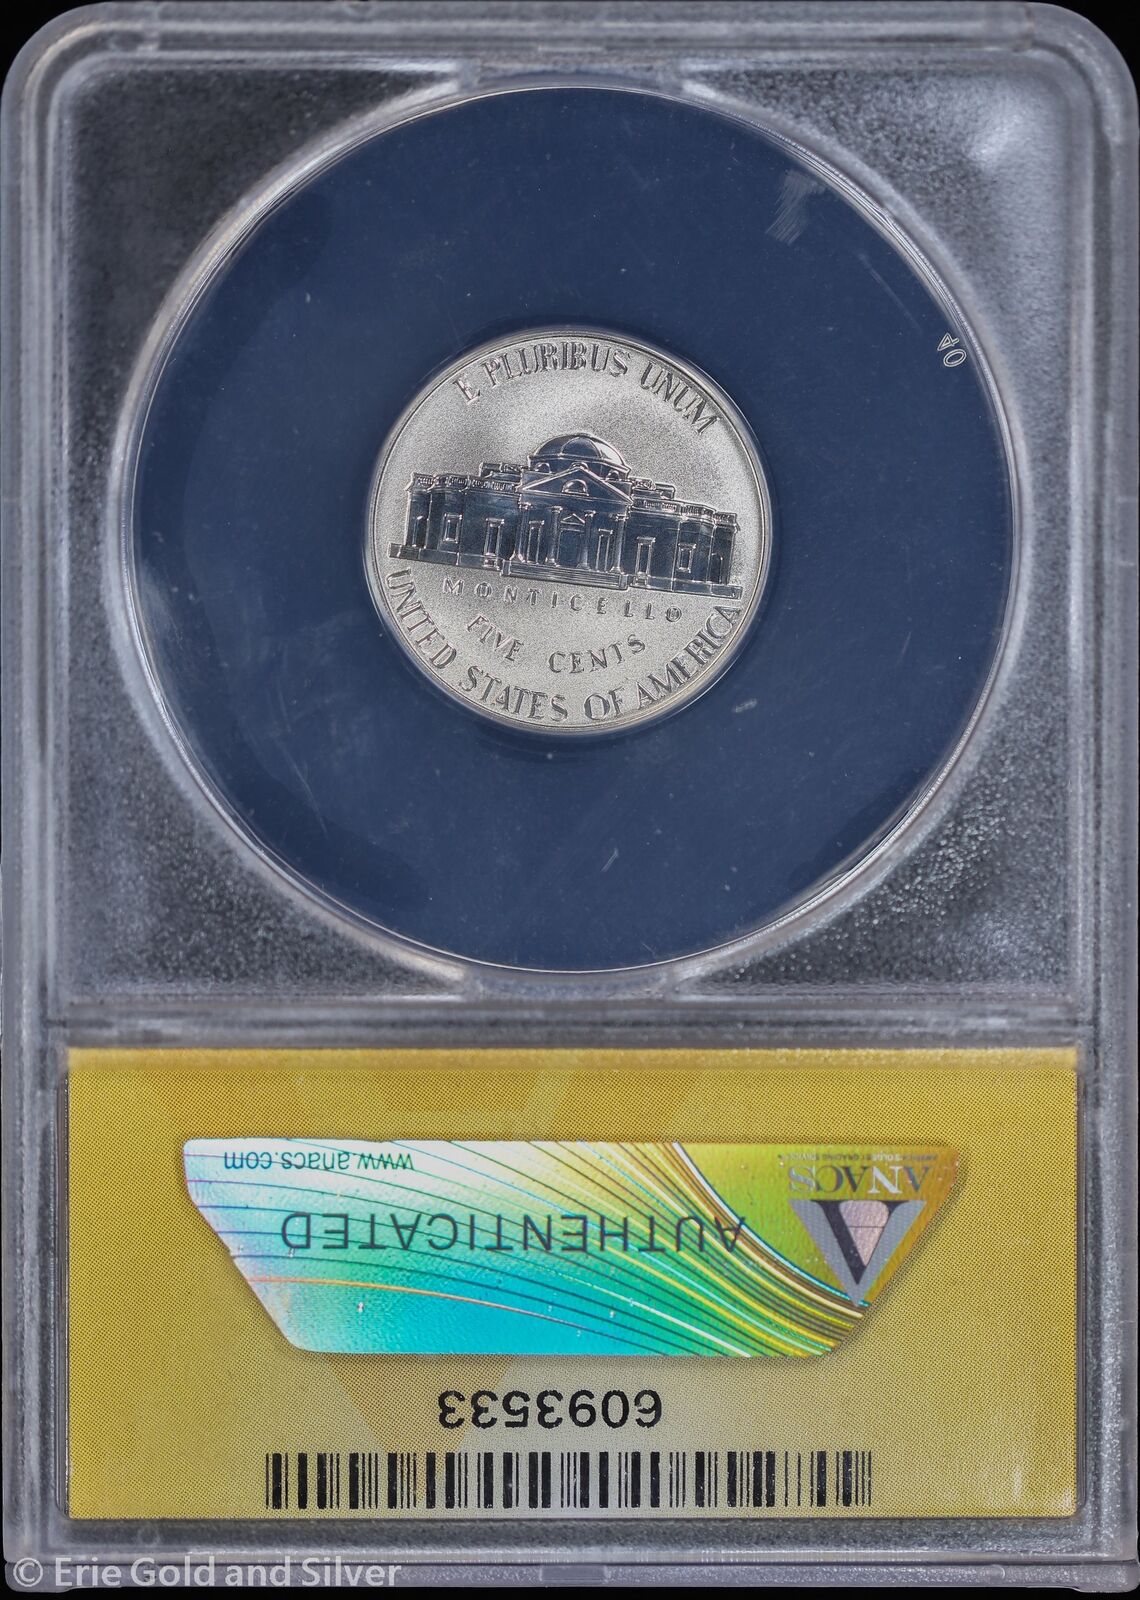 E PLURIBUS UNUM
MONTICELLO
FIVE CENTS
UNITED STATES OF AMERICA
04
www.anacs.com
ANACS
AUTHENTICATED
6093533
© Erie Gold and Silver